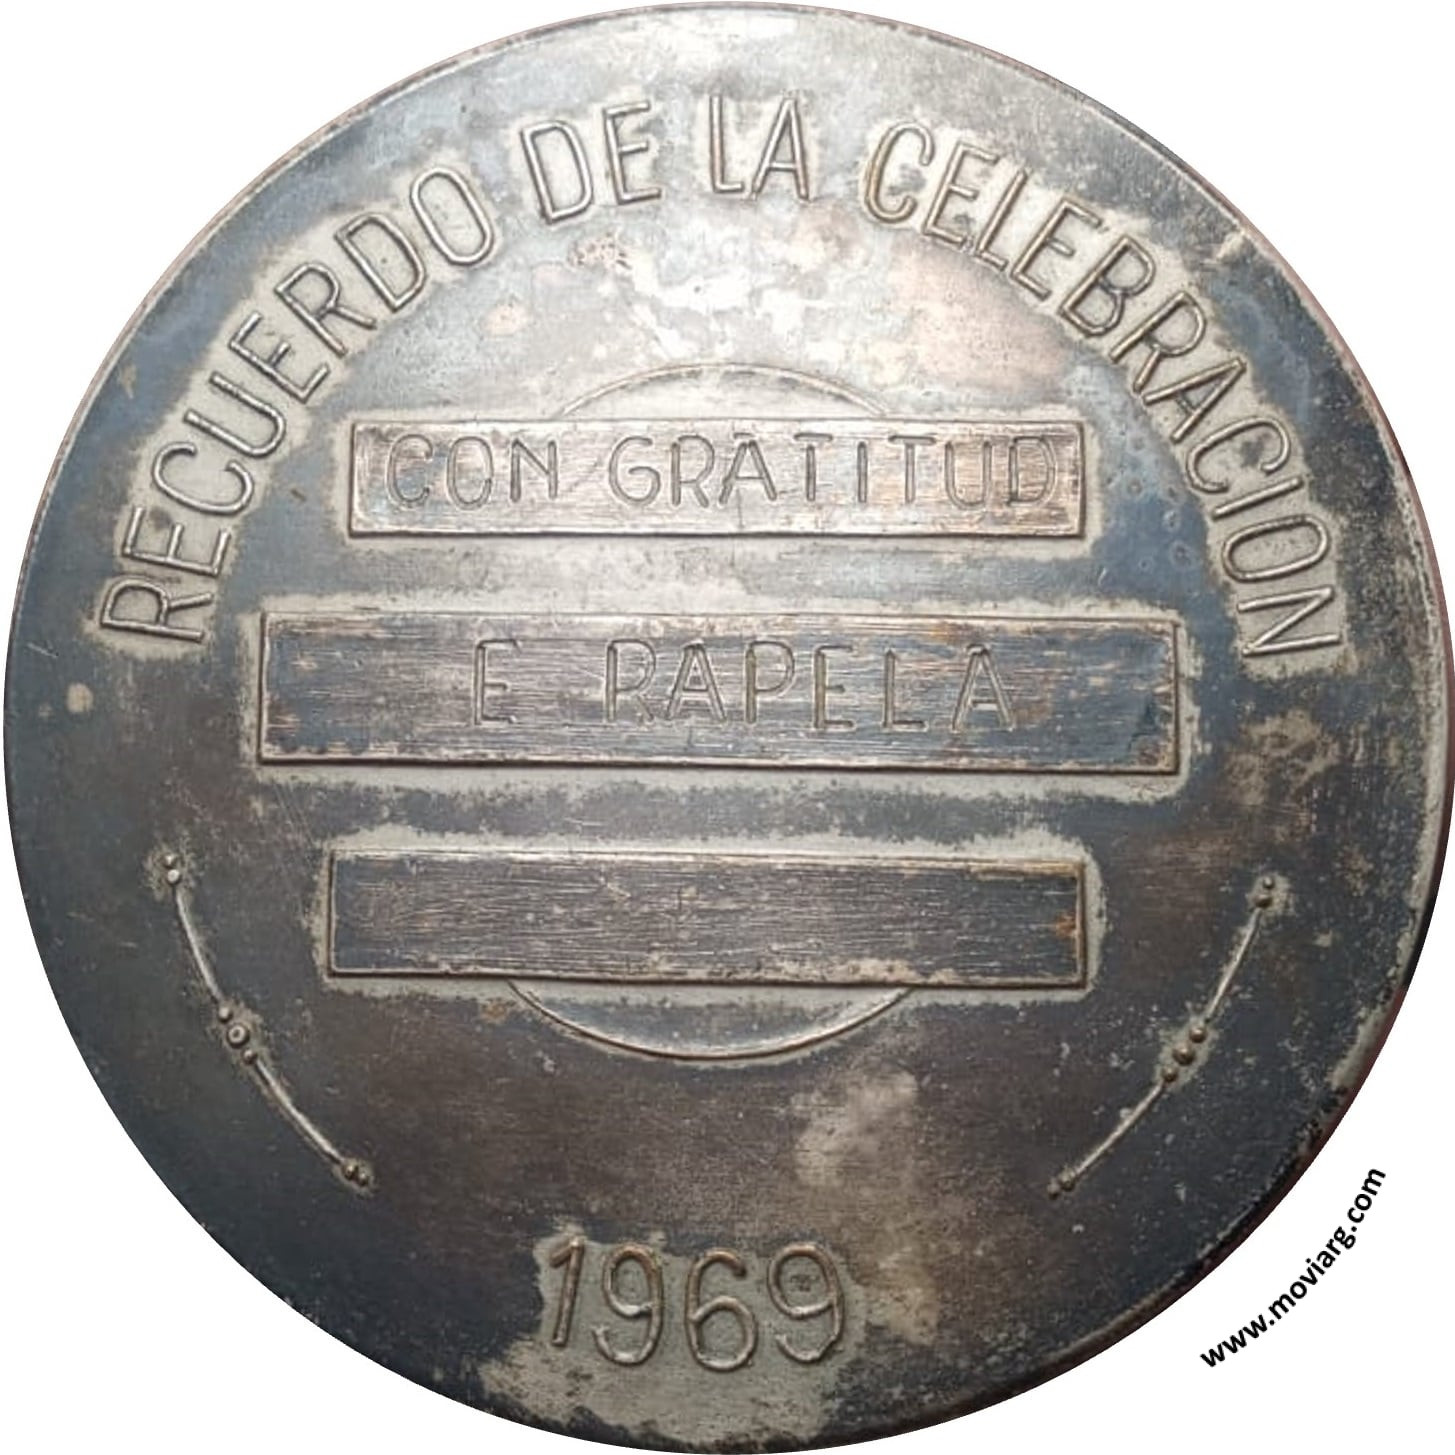 RECUERDO DE LA CELEBRACION
CON GRATITUD
E RAPELA
1969
www.moviarg.com